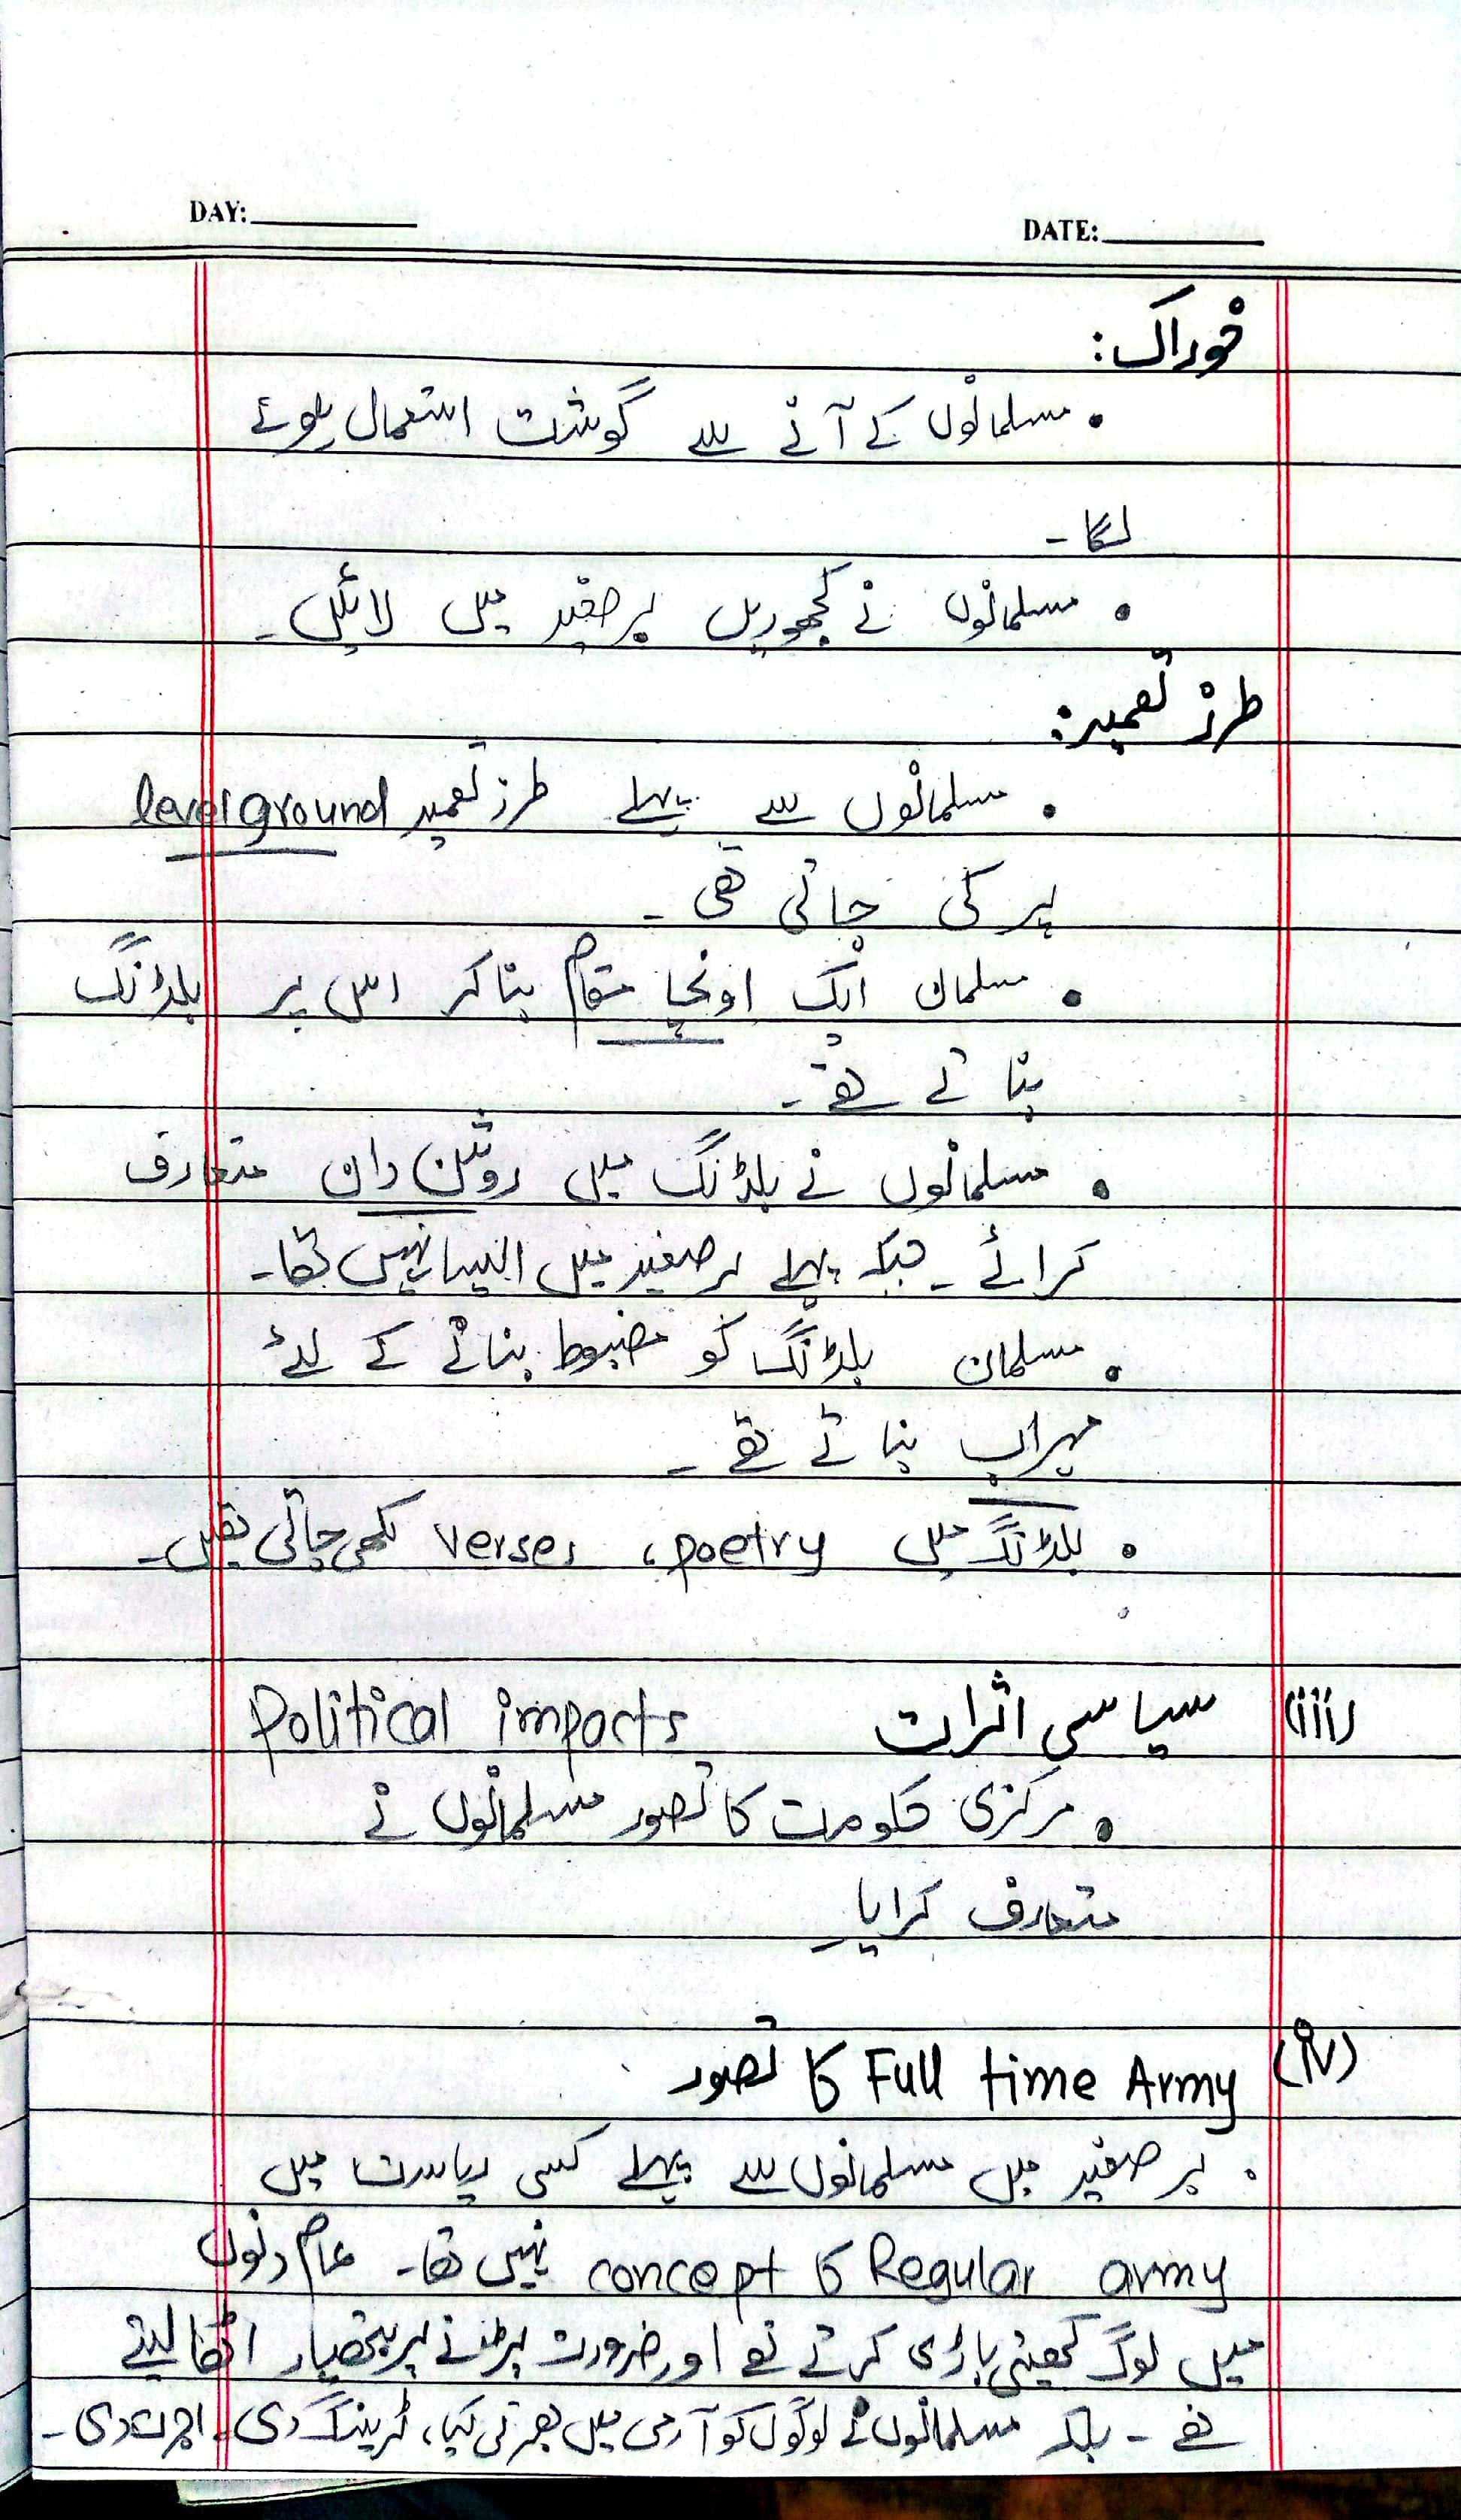 DAY: DATE:
خوراک:
• مسلمانوں کے آنے سے گوشت استعمال ہونے
لگا۔
• مسلمانوں نے کھجوریں برصغیر میں لائیں۔
طرز تعمیر:
• مسلمانوں سے پہلے طرز تعمیر level ground
پر کی جاتی تھی۔
• مسلمان ایک اونچا مقام بنا کر اس پر بلڈنگ
بناتے تھے۔
• مسلمانوں نے بلڈنگ میں روشن دان متعارف
کرائے۔ جبکہ پہلے برصغیر میں ایسا نہیں تھا۔
• مسلمان بلڈنگ کو مضبوط بنانے کے لئے
میراب بناتے تھے۔
• بلڈنگ میں verses ،poetry لکھی جاتی تھیں۔
(iii) سیاسی اثرات Political impacts
• مرکزی حکومت کا تصور مسلمانوں نے
متعارف کرایا۔
(iv) Full time Army کا تصور
• برصغیر میں مسلمانوں سے پہلے کسی ریاست میں
Regular army کا concept نہیں تھا۔ عام دنوں
میں لوگ کھیتی باڑی کرتے تھے اور ضرورت پڑنے پر ہتھیار اٹھا لیتے
تھے۔ بلکہ مسلمانوں نے لوگوں کو آرمی میں بھرتی کیا، ٹریننگ دی۔ اجرت دی۔